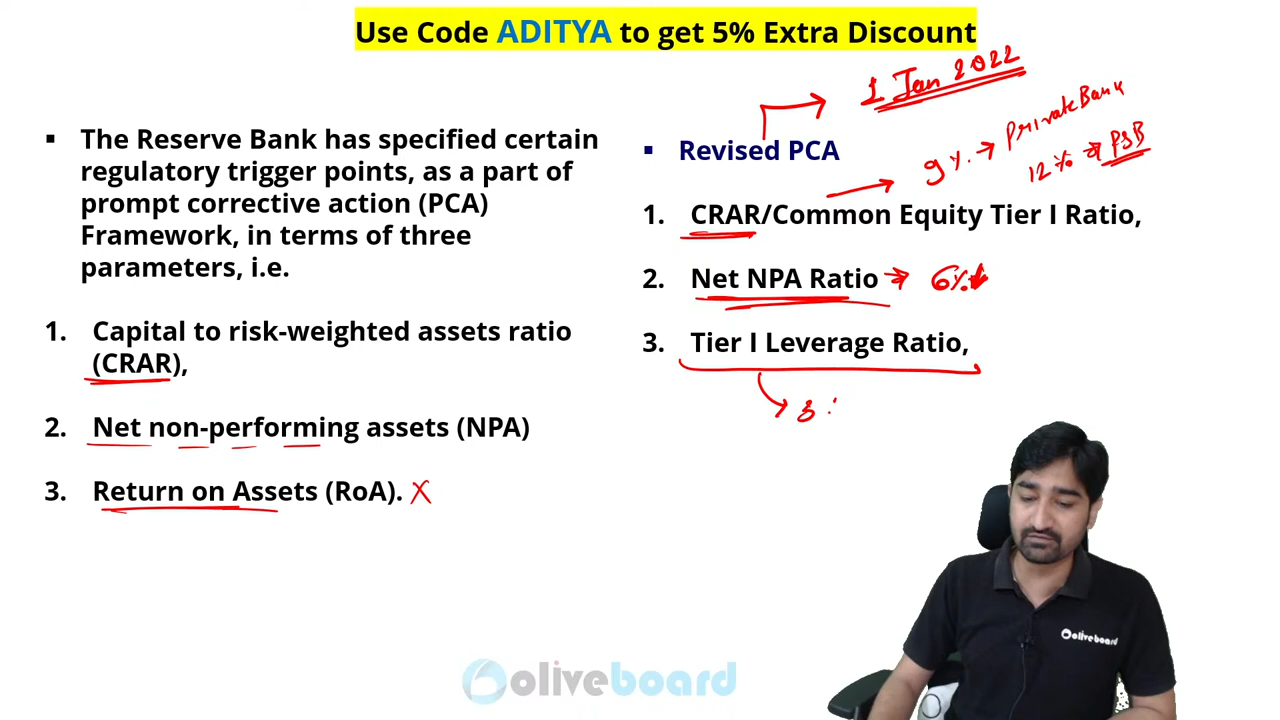 Use Code ADITYA to get 5% Extra Discount
▪ The Reserve Bank has specified certain
regulatory trigger points, as a part of
prompt corrective action (PCA)
Framework, in terms of three
parameters, i.e.
1. Capital to risk-weighted assets ratio
(CRAR),
2. Net non-performing assets (NPA)
3. Return on Assets (RoA). X
1 Jan 2022
▪ Revised PCA
9% → Private Bank
12% → PSB
1. CRAR/Common Equity Tier I Ratio,
2. Net NPA Ratio → 6%
3. Tier I Leverage Ratio,
3
oliveboard
oliveboard